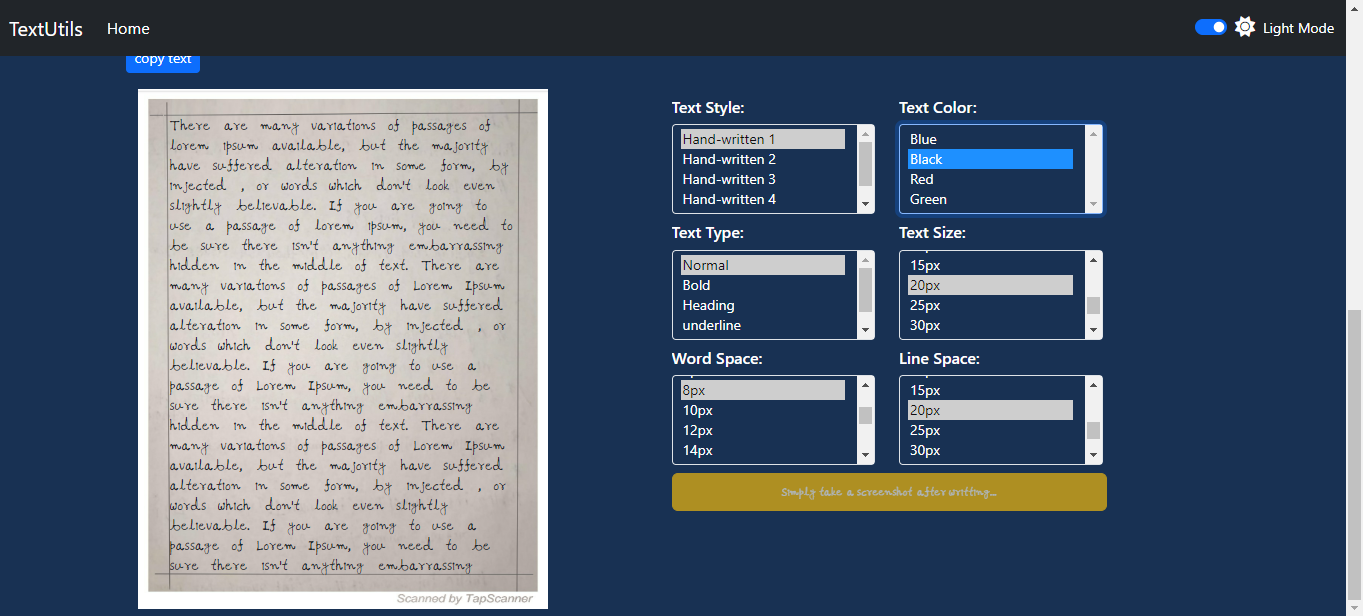 TextUtils
Home
Light Mode
copy text
There are many variations of passages of
lorem ipsum available, but the majority
have suffered alteration in some form, by
injected , or words which don't look even
slightly believable. If you are going to
use a passage of lorem ipsum, you need to
be sure there isn't anything embarrassing
hidden in the middle of text. There are
many variations of passages of Lorem Ipsum
available, but the majority have suffered
alteration in some form, by injected , or
words which don't look even slightly
believable. If you are going to use a
passage of Lorem Ipsum, you need to be
sure there isn't anything embarrassing
hidden in the middle of text. There are
many variations of passages of Lorem Ipsum
available, but the majority have suffered
alteration in some form, by injected , or
words which don't look even slightly
believable. If you are going to use a
passage of Lorem Ipsum, you need to be
sure there isn't anything embarrassing
Scanned by TapScanner
Text Style:
Hand-written 1
Hand-written 2
Hand-written 3
Hand-written 4
Text Color:
Blue
Black
Red
Green
Text Type:
Normal
Bold
Heading
underline
Text Size:
15px
20px
25px
30px
Word Space:
8px
10px
12px
14px
Line Space:
15px
20px
25px
30px
Simply take a screenshot after writting...